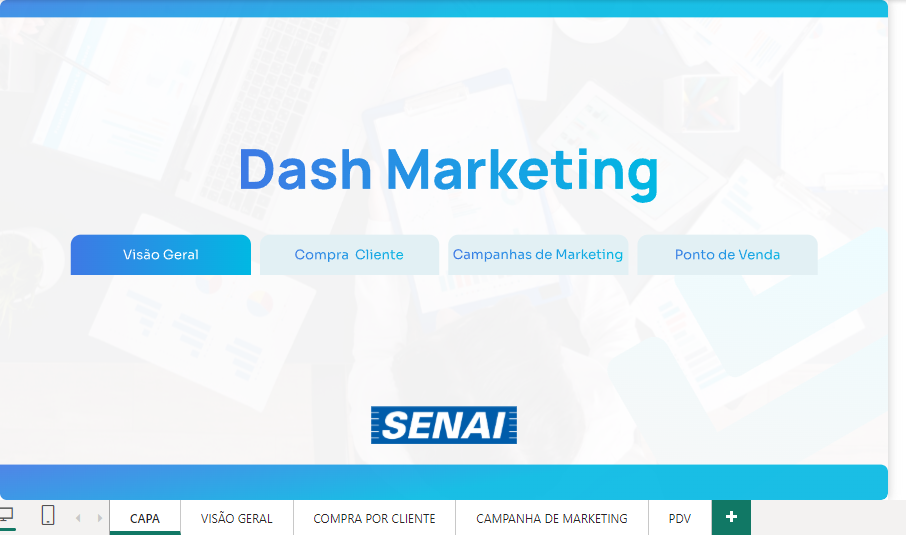 Dash Marketing
Visão Geral
Compra Cliente
Campanhas de Marketing
Ponto de Venda
SENAI
CAPA
VISÃO GERAL
COMPRA POR CLIENTE
CAMPANHA DE MARKETING
PDV
+